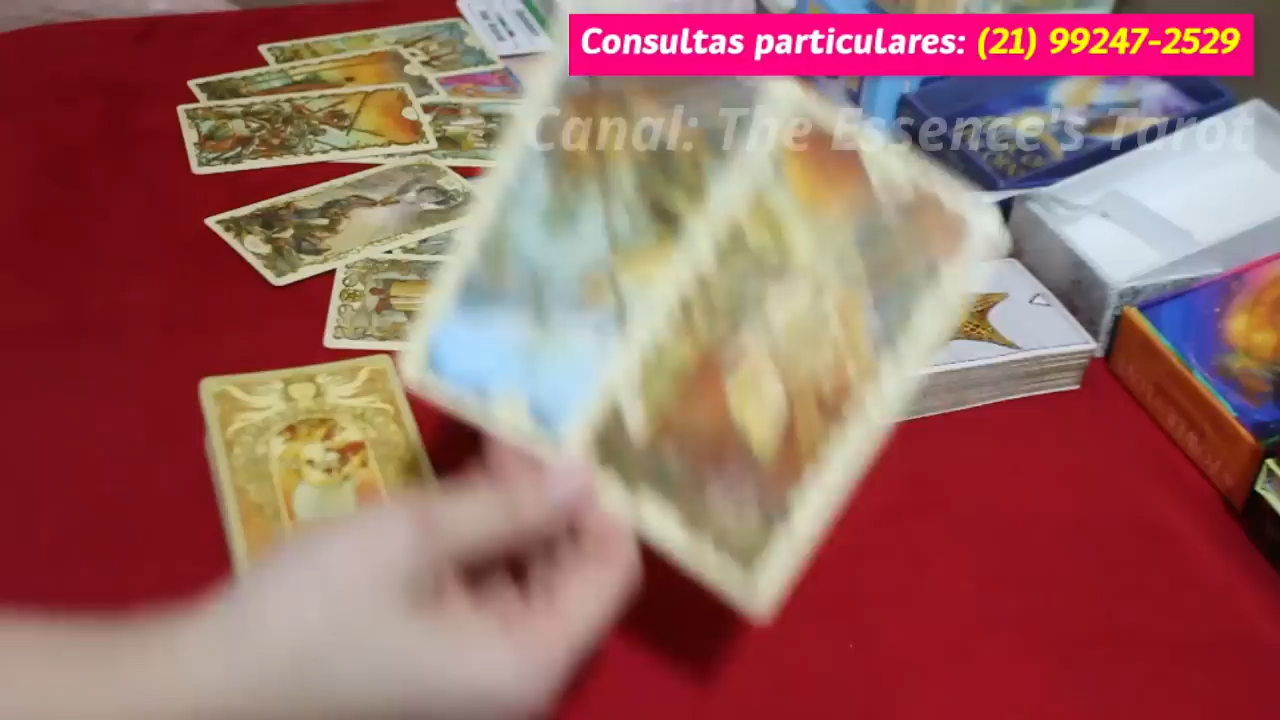 Consultas particulares: (21) 99247-2529
Canal: The Essence's Tarot